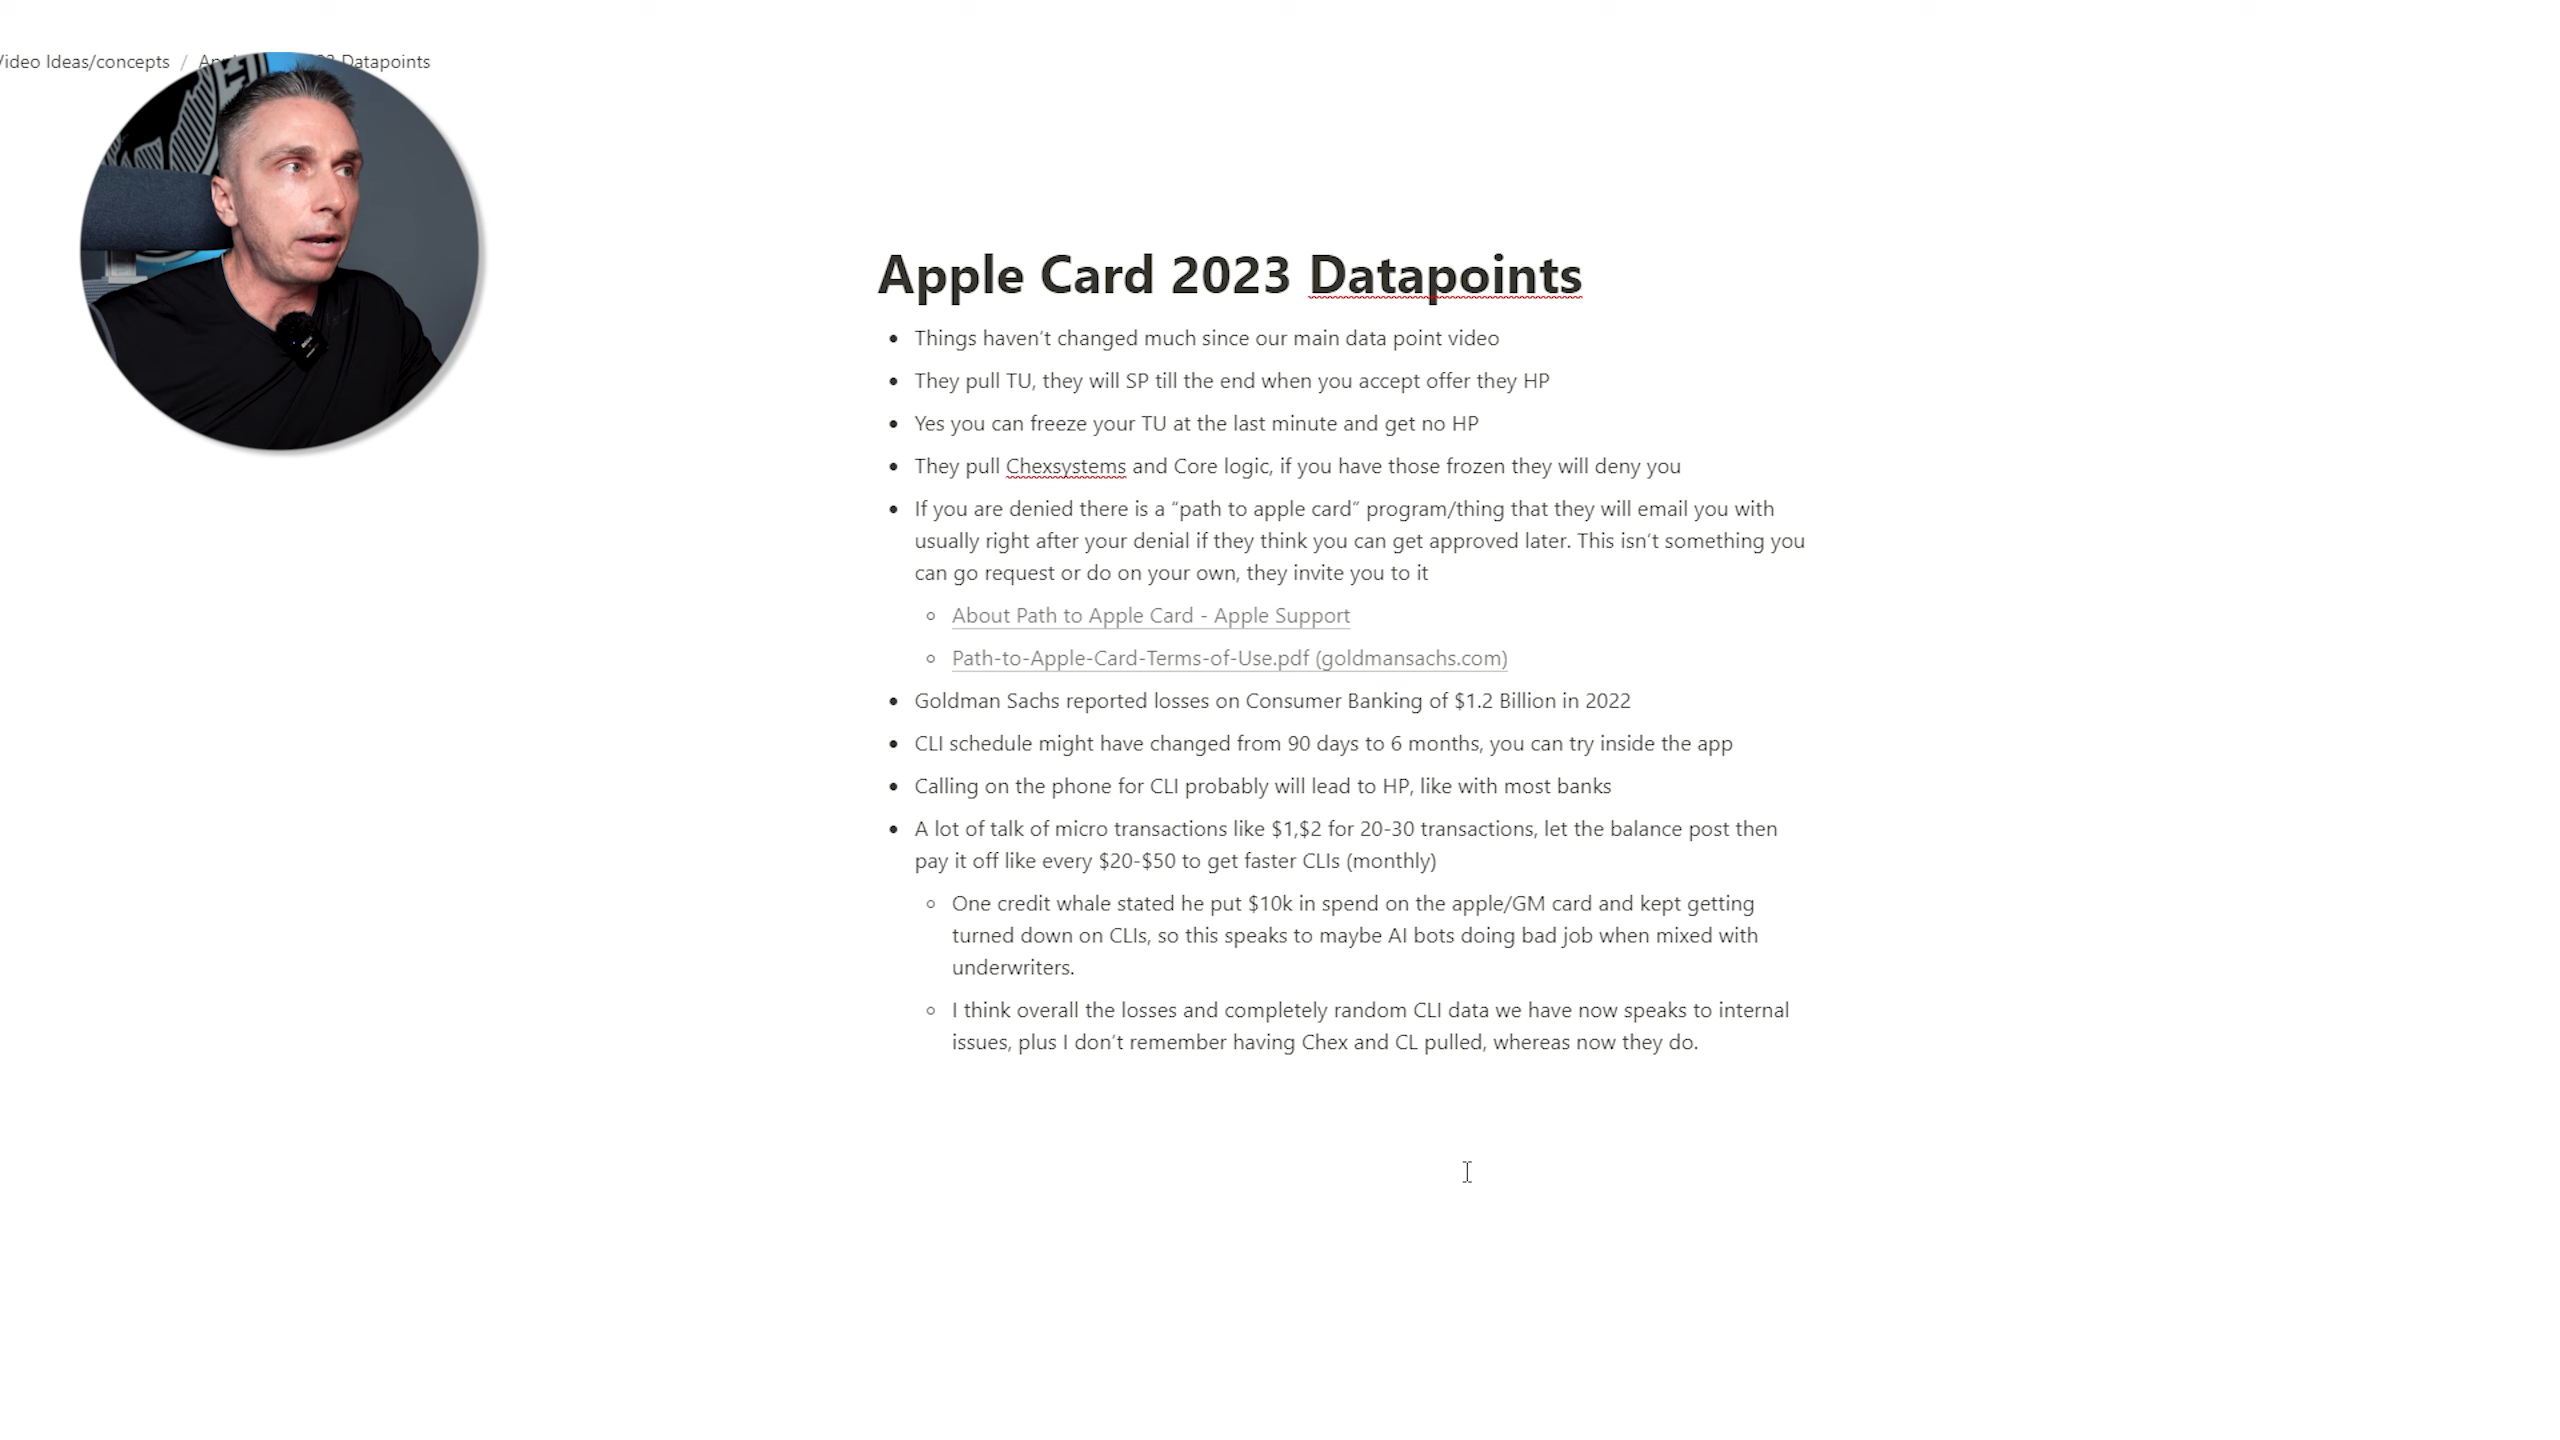 Video Ideas/concepts / Datapoints
Apple Card 2023 Datapoints
• Things haven't changed much since our main data point video
• They pull TU, they will SP till the end when you accept offer they HP
• Yes you can freeze your TU at the last minute and get no HP
• They pull Chexsystems and Core logic, if you have those frozen they will deny you
• If you are denied there is a "path to apple card" program/thing that they will email you with
usually right after your denial if they think you can get approved later. This isn't something you
can go request or do on your own, they invite you to it
◦ About Path to Apple Card - Apple Support
◦ Path-to-Apple-Card-Terms-of-Use.pdf (goldmansachs.com)
• Goldman Sachs reported losses on Consumer Banking of $1.2 Billion in 2022
• CLI schedule might have changed from 90 days to 6 months, you can try inside the app
• Calling on the phone for CLI probably will lead to HP, like with most banks
• A lot of talk of micro transactions like $1,$2 for 20-30 transactions, let the balance post then
pay it off like every $20-$50 to get faster CLIs (monthly)
◦ One credit whale stated he put $10k in spend on the apple/GM card and kept getting
turned down on CLIs, so this speaks to maybe AI bots doing bad job when mixed with
underwriters.
◦ I think overall the losses and completely random CLI data we have now speaks to internal
issues, plus I don't remember having Chex and CL pulled, whereas now they do.